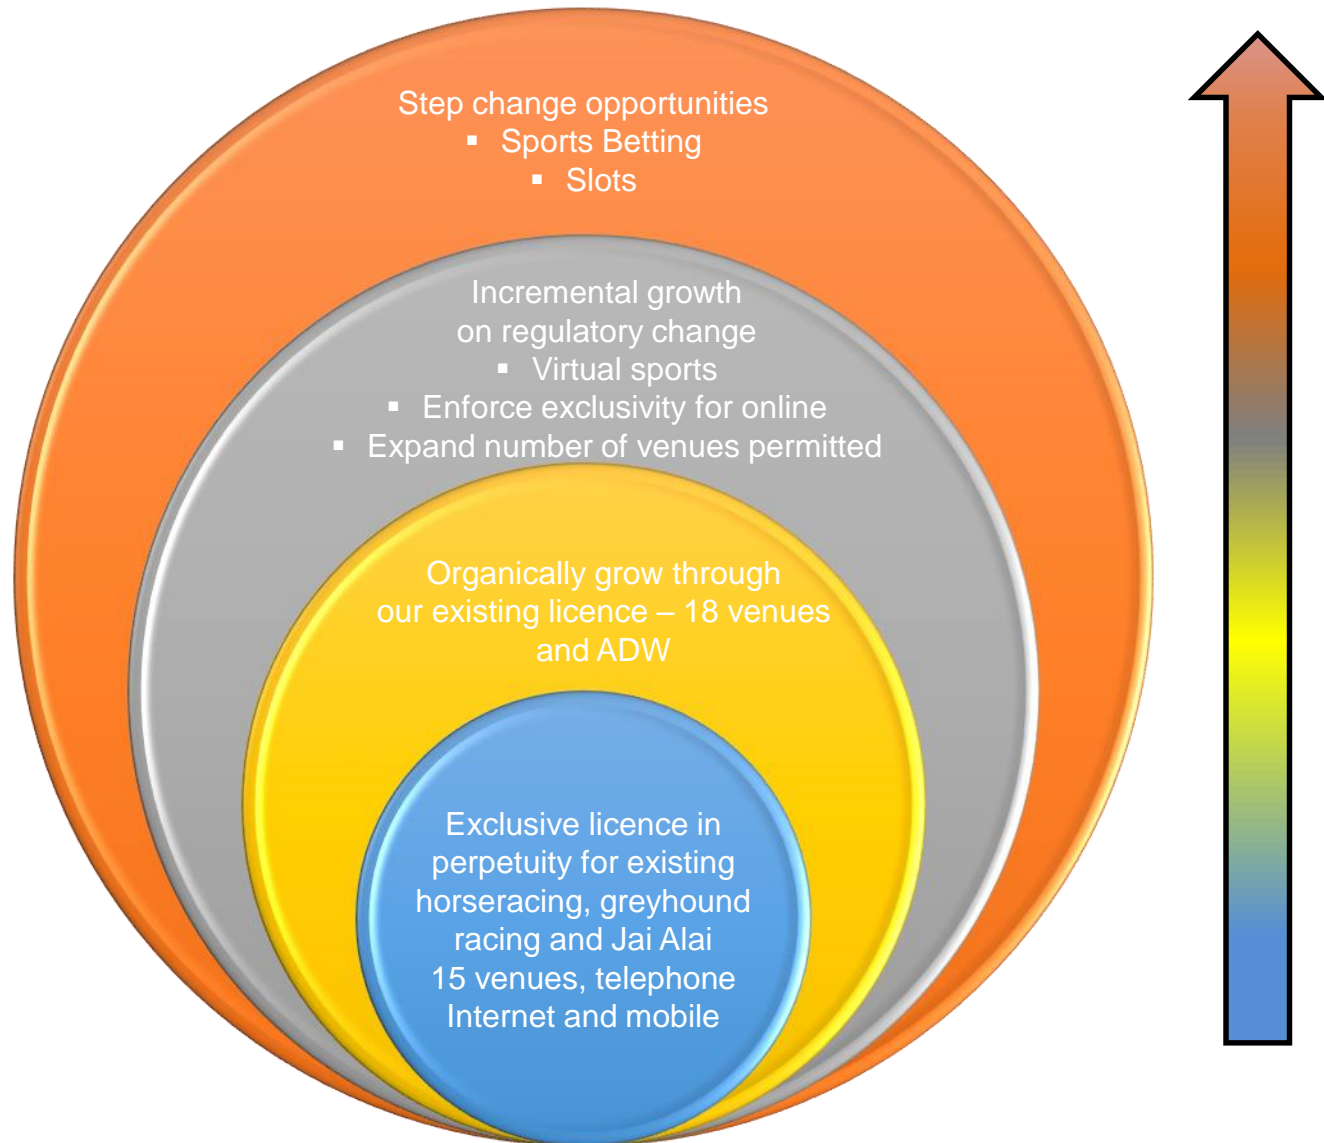 Step change opportunities
▪ Sports Betting
▪ Slots
Incremental growth
on regulatory change
▪ Virtual sports
▪ Enforce exclusivity for online
▪ Expand number of venues permitted
Organically grow through
our existing licence – 18 venues
and ADW
Exclusive licence in
perpetuity for existing
horseracing, greyhound
racing and Jai Alai
15 venues, telephone
Internet and mobile